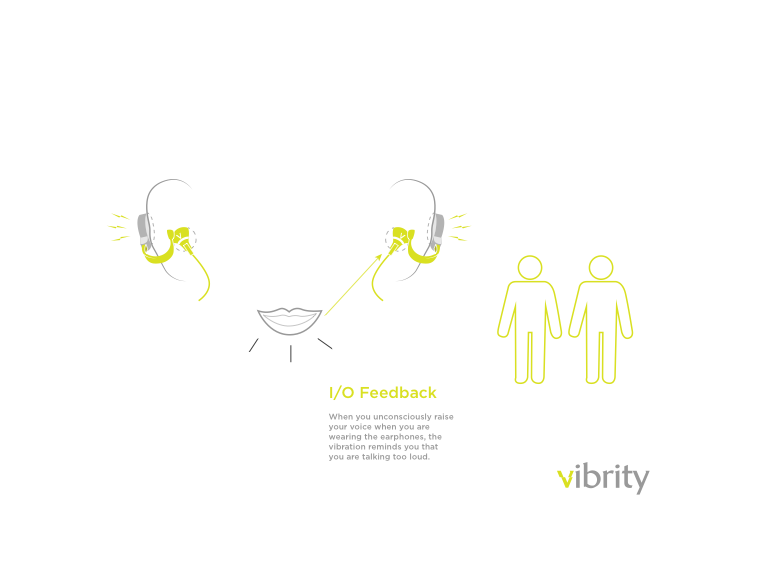 I/O Feedback
When you unconsciously raise
your voice when you are
wearing the earphones, the
vibration reminds you that
you are talking too loud.
vibrity